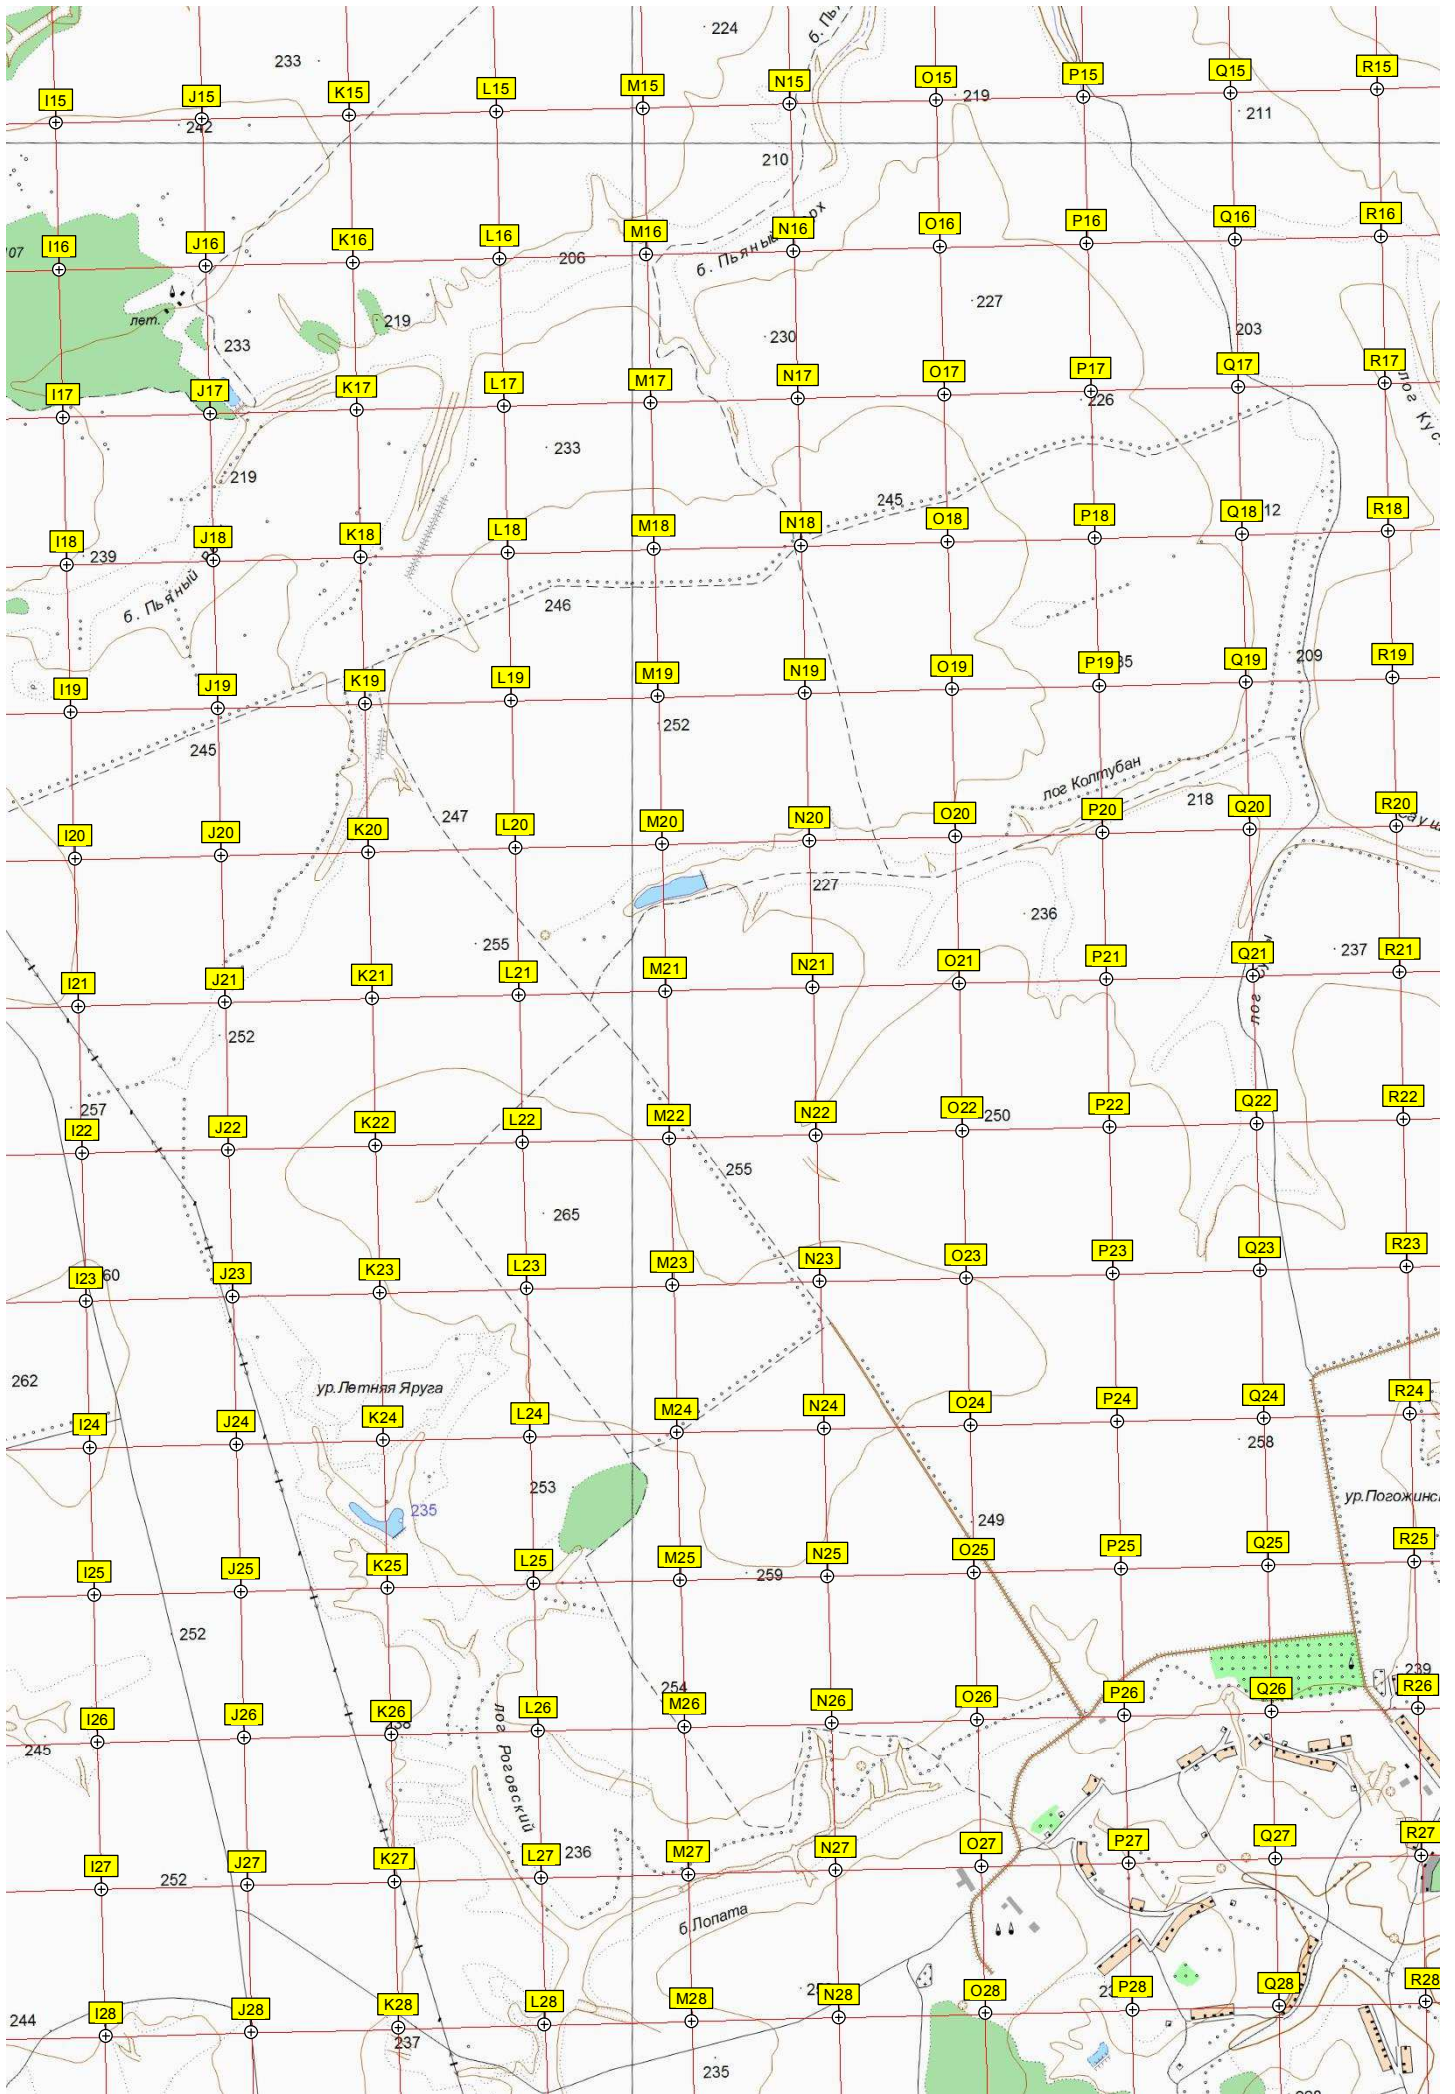 224
233
219
211
I15 J15 K15 L15 M15 N15 O15 P15 Q15 R15
242
210
I16 J16 K16 L16 M16 N16 O16 P16 Q16 R16
07
206
б. Пьяный
227
лет.
219
233
230
203
I17 J17 K17 L17 M17 N17 O17 P17 Q17 R17
226
лог
219
233
245
I18 J18 K18 L18 M18 N18 O18 P18 Q18 R18
12
239
б. Пьяный
246
209
I19 J19 K19 L19 M19 N19 O19 P19 Q19 R19
245
252
лог Колтубан
247
218
I20 J20 K20 L20 M20 N20 O20 P20 Q20 R20
227
255
236
237
I21 J21 K21 L21 M21 N21 O21 P21 Q21 R21
лог
252
257
250
I22 J22 K22 L22 M22 N22 O22 P22 Q22 R22
255
265
I23 J23 K23 L23 M23 N23 O23 P23 Q23 R23
60
262
ур.Летняя Яруга
I24 J24 K24 L24 M24 N24 O24 P24 Q24 R24
258
253
235
ур.Погожинс
249
I25 J25 K25 L25 M25 N25 O25 P25 Q25 R25
259
252
239
254
I26 J26 K26 L26 M26 N26 O26 P26 Q26 R26
245
лог Роговский
236
I27 J27 K27 L27 M27 N27 O27 P27 Q27 R27
252
б.Лопата
244
I28 J28 K28 L28 M28 N28 O28 P28 Q28 R28
237
235